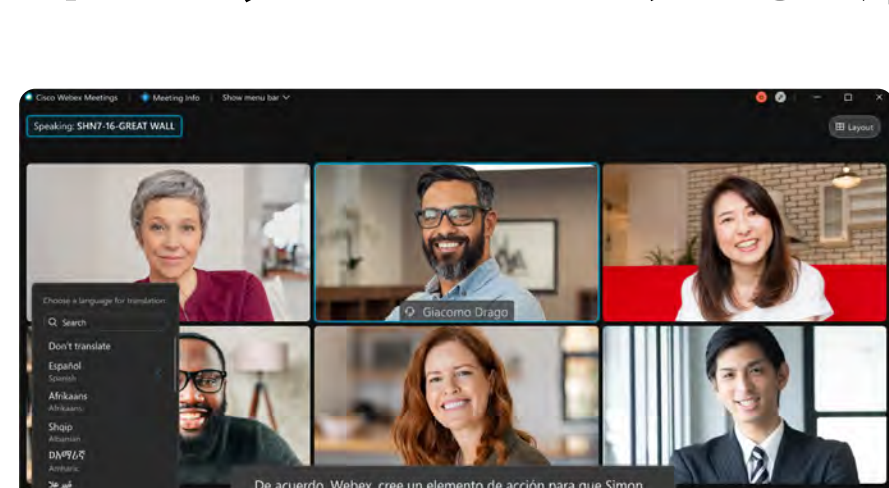 Cisco Webex Meetings
Meeting Info
Show menu bar
Speaking: SHN7-16-GREAT WALL
Layout
Giacomo Drago
Choose a language for translation
Search
Don't translate
Español
Spanish
Afrikaans
Afrikaans
Shqip
Albanian
አማርኛ
Amharic
De acuerdo, Webex, cree un elemento de acción para que Simon